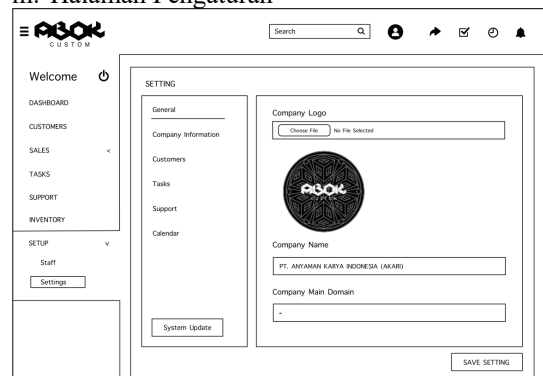 m. Halaman Pengaturan
ABOK
CUSTOM
Search
Welcome
DASHBOARD
CUSTOMERS
SALES <
TASKS
SUPPORT
INVENTORY
SETUP v
Staff
Settings
SETTING
General
Company Information
Customers
Tasks
Support
Calendar
System Update
Company Logo
Choose File No File Selected
ABOK
CUSTOM
Company Name
PT. ANYAMAN KARYA INDONESIA (AKARI)
Company Main Domain
-
SAVE SETTING